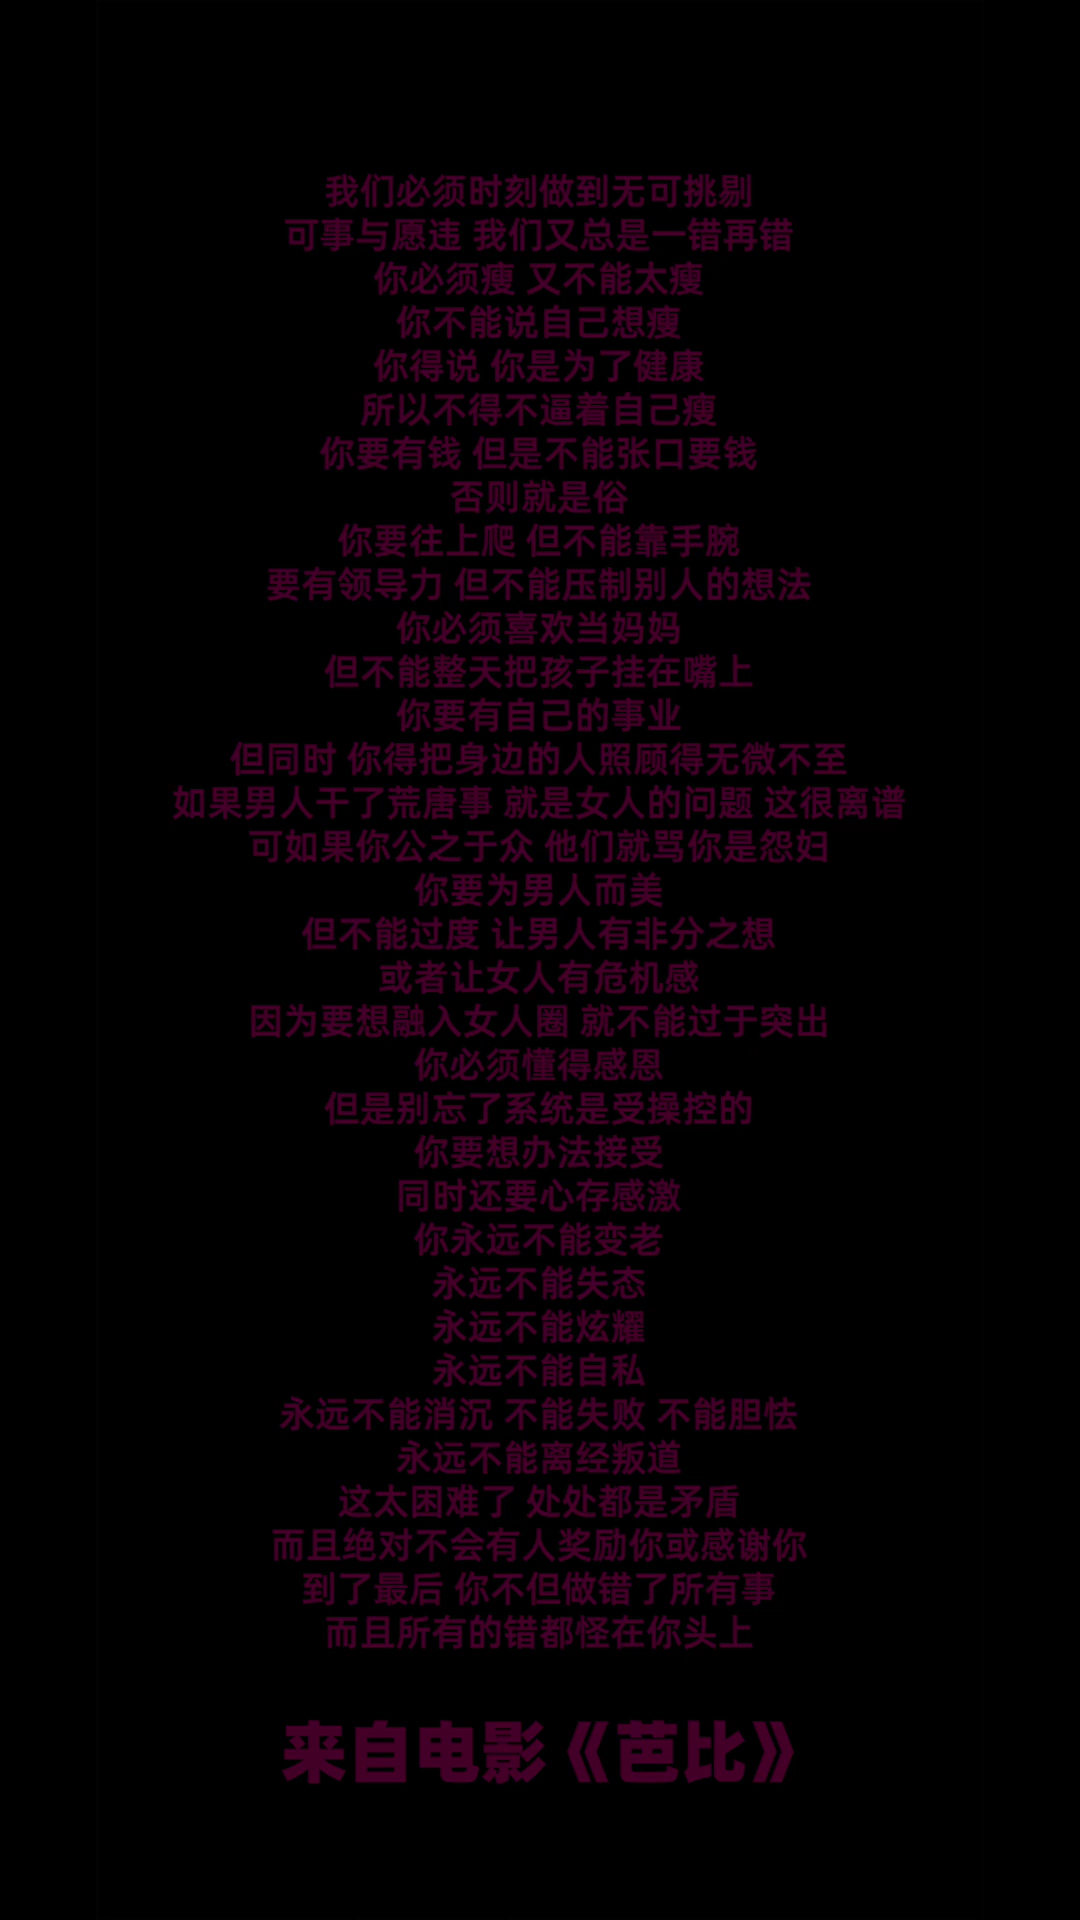 我们必须时刻做到无可挑剔
可事与愿违 我们又总是一错再错
你必须瘦 又不能太瘦
你不能说自己想瘦
你得说 你是为了健康
所以不得不逼着自己瘦
你要有钱 但是不能张口要钱
否则就是俗
你要往上爬 但不能靠手腕
要有领导力 但不能压制别人的想法
你必须喜欢当妈妈
但不能整天把孩子挂在嘴上
你要有自己的事业
但同时 你得把身边的人照顾得无微不至
如果男人干了荒唐事 就是女人的问题 这很离谱
可如果你公之于众 他们就骂你是怨妇
你要为男人而美
但不能过度 让男人有非分之想
或者让女人有危机感
因为要想融入女人圈 就不能过于突出
你必须懂得感恩
但是别忘了系统是受操控的
你要想办法接受
同时还要心存感激
你永远不能变老
永远不能失态
永远不能炫耀
永远不能自私
永远不能消沉 不能失败 不能胆怯
永远不能离经叛道
这太困难了 处处都是矛盾
而且绝对不会有人奖励你或感谢你
到了最后 你不但做错了所有事
而且所有的错都怪在你头上
来自电影《芭比》